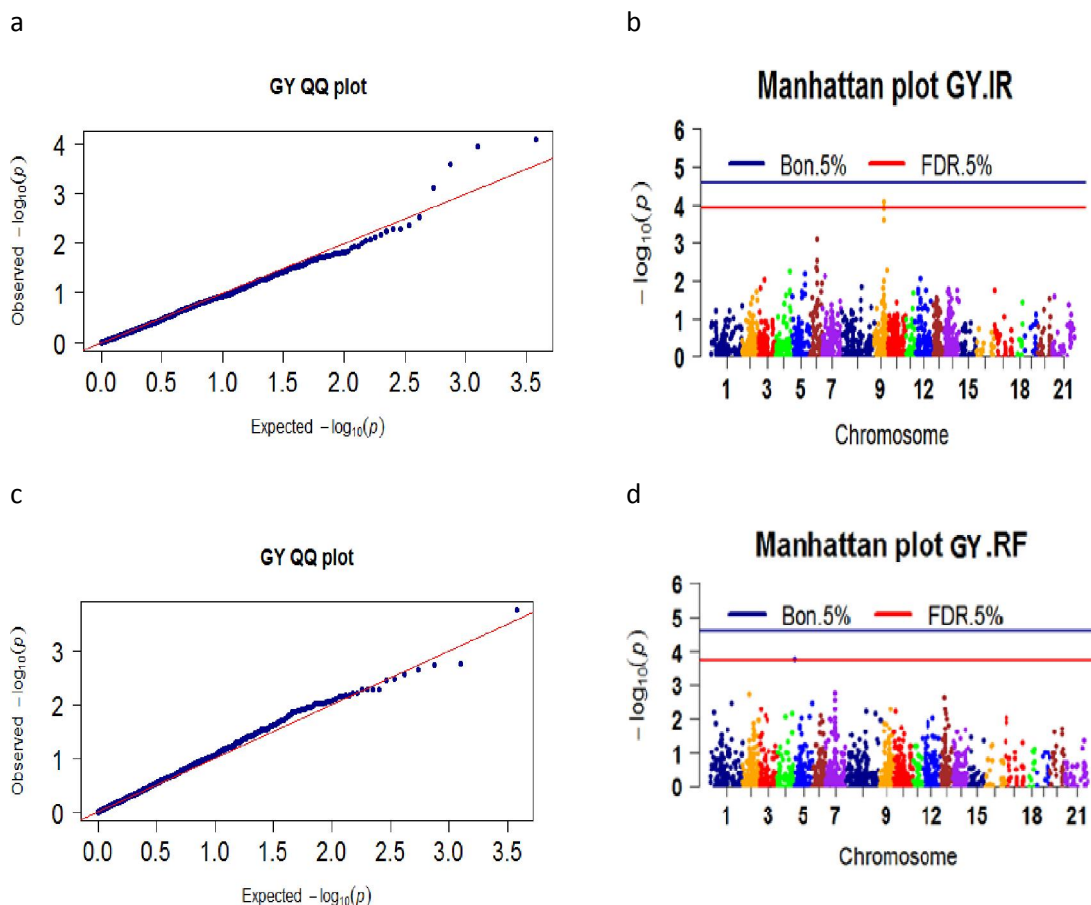 a
GY QQ plot
Observed −log10(p)
4
3
2
1
0
0.0 0.5 1.0 1.5 2.0 2.5 3.0 3.5
Expected −log10(p)
b
Manhattan plot GY.IR
−log10(p)
6
5
4
3
2
1
0
Bon.5% FDR.5%
1 3 5 7 9 12 15 18 21
Chromosome
c
GY QQ plot
Observed −log10(p)
3
2
1
0
0.0 0.5 1.0 1.5 2.0 2.5 3.0 3.5
Expected −log10(p)
d
Manhattan plot GY.RF
−log10(p)
6
5
4
3
2
1
0
Bon.5% FDR.5%
1 3 5 7 9 12 15 18 21
Chromosome